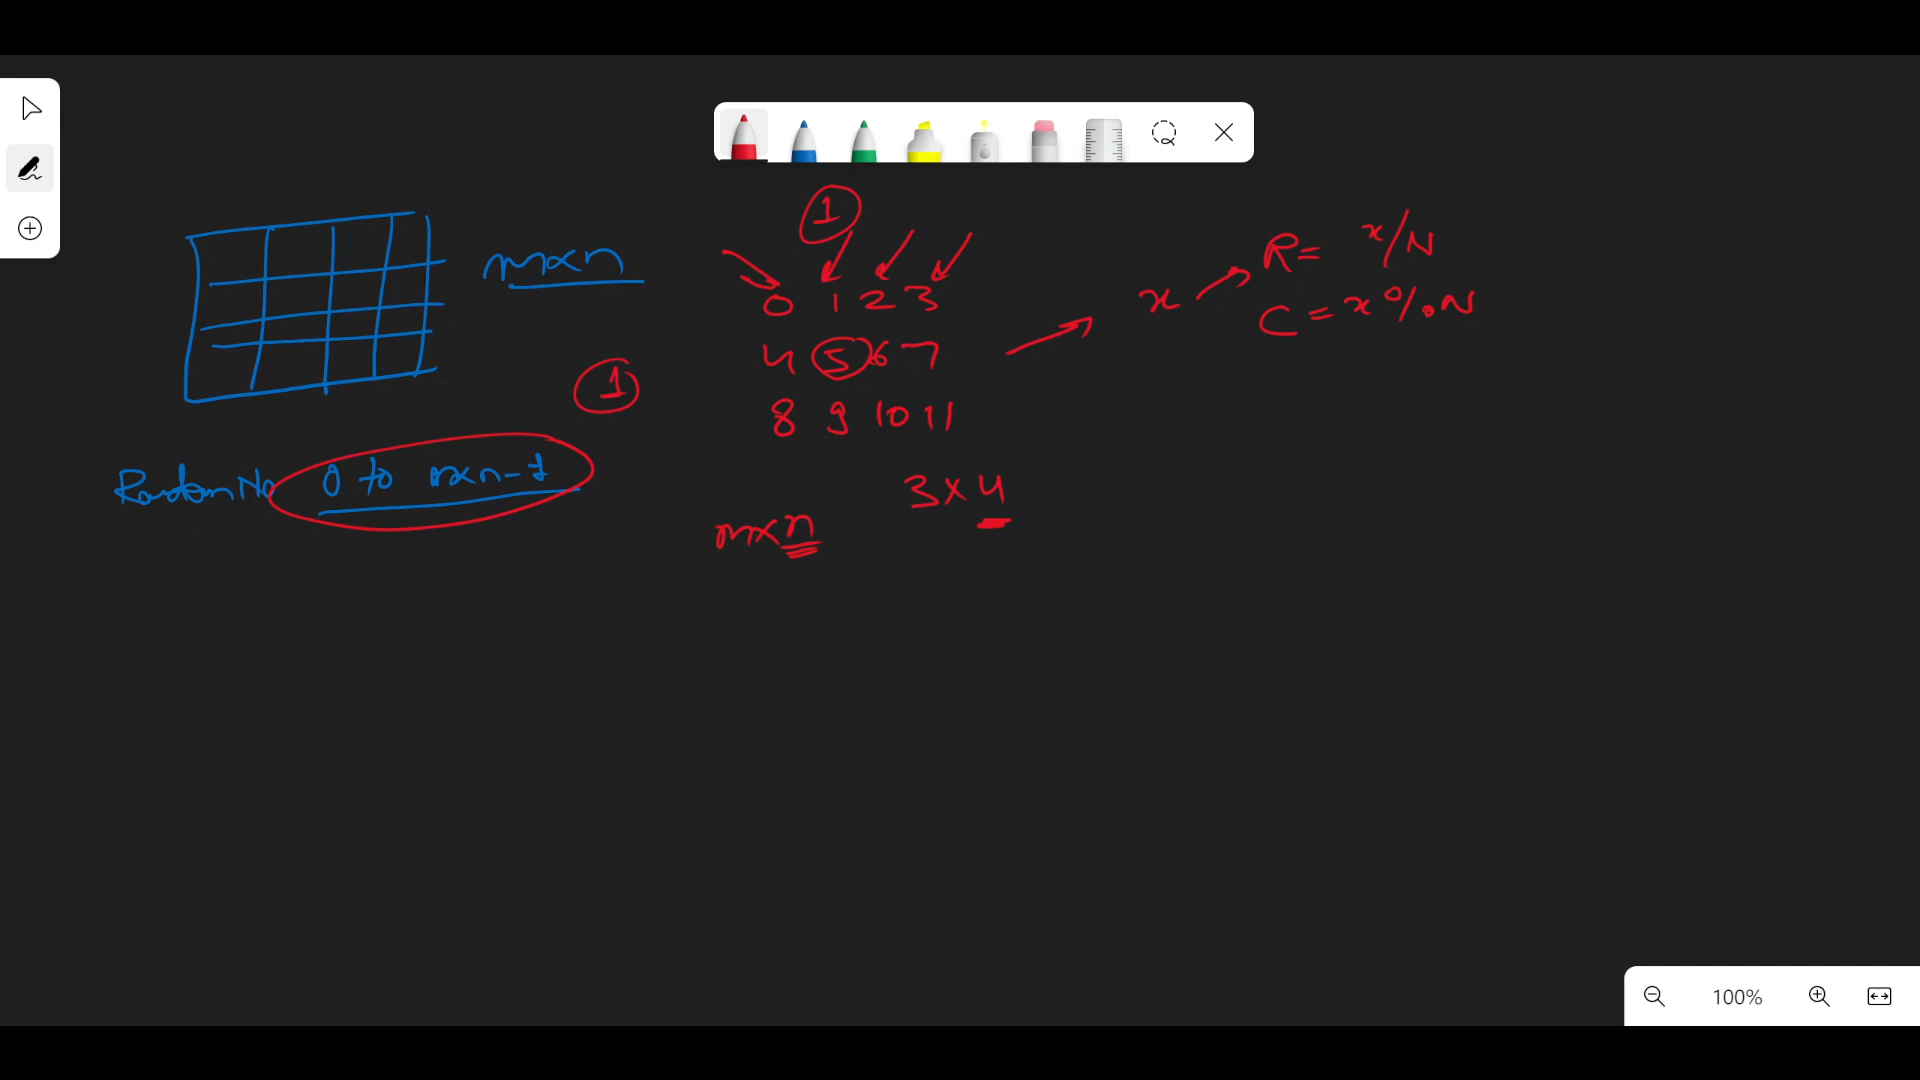 m×n
Random No 0 to m×n-1
1
1
0 1 2 3
4 5 6 7
8 9 10 11
3×4
m×n
x
R= x/N
C = x%N
100%